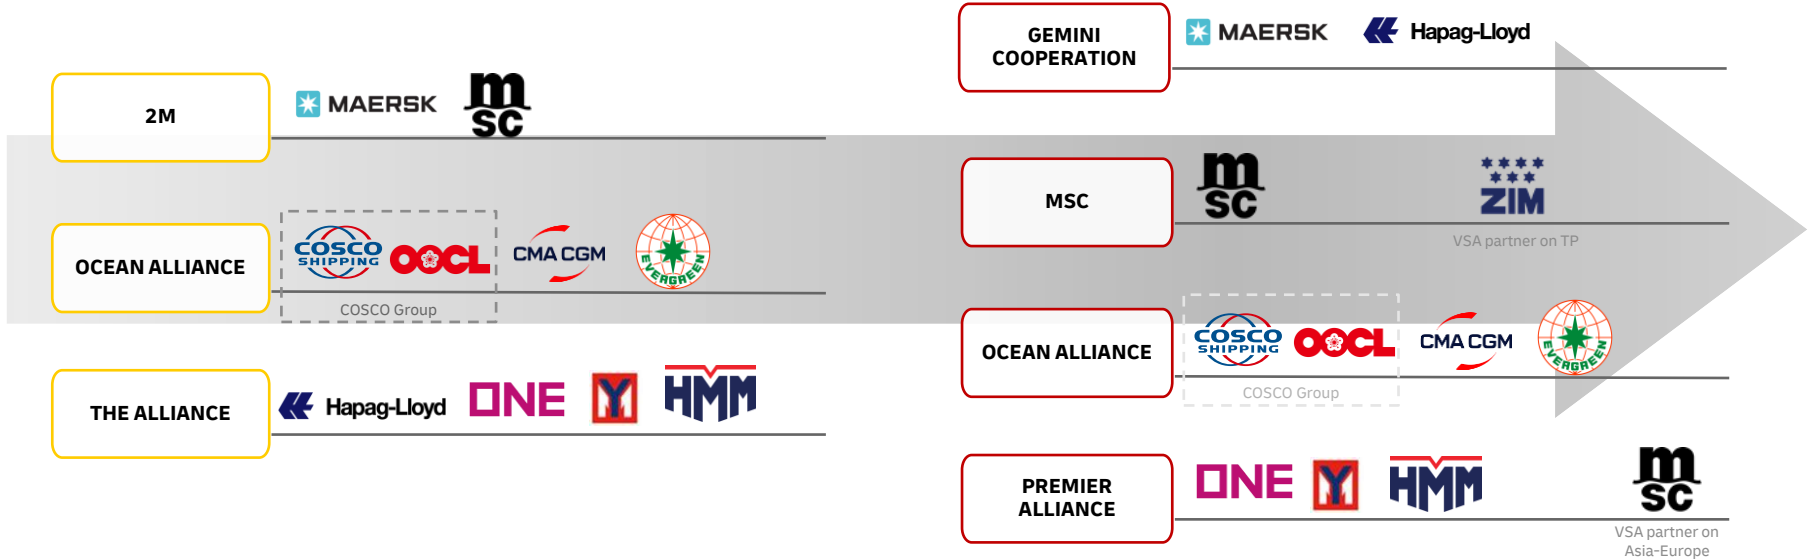 2M
MAERSK
msc
OCEAN ALLIANCE
COSCO
SHIPPING
OOCL
CMA CGM
EVERGREEN
COSCO Group
THE ALLIANCE
Hapag-Lloyd
ONE
YM
HMM
GEMINI
COOPERATION
MAERSK
Hapag-Lloyd
MSC
msc
ZIM
VSA partner on TP
OCEAN ALLIANCE
COSCO
SHIPPING
OOCL
CMA CGM
EVERGREEN
COSCO Group
PREMIER
ALLIANCE
ONE
YM
HMM
msc
VSA partner on
Asia-Europe